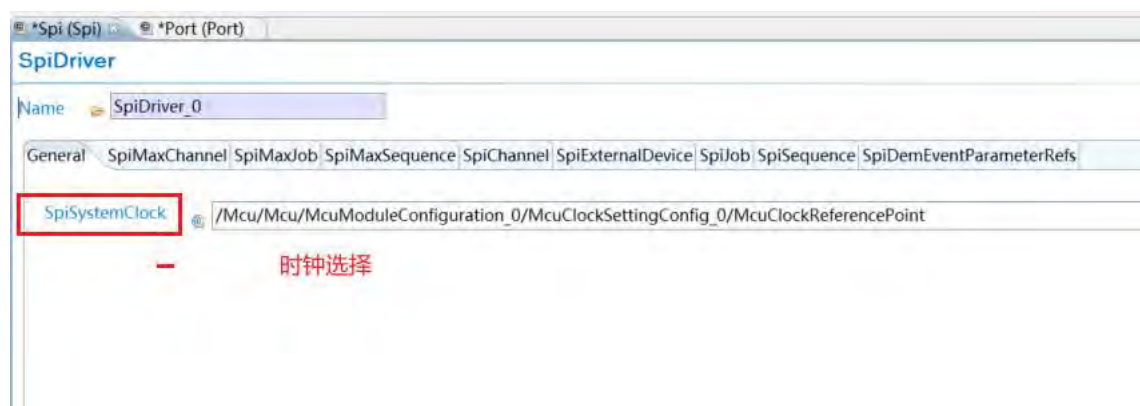 *Spi (Spi) *Port (Port)
SpiDriver
Name SpiDriver_0
General SpiMaxChannel SpiMaxJob SpiMaxSequence SpiChannel SpiExternalDevice SpiJob SpiSequence SpiDemEventParameterRefs
SpiSystemClock /Mcu/Mcu/McuModuleConfiguration_0/McuClockSettingConfig_0/McuClockReferencePoint
时钟选择